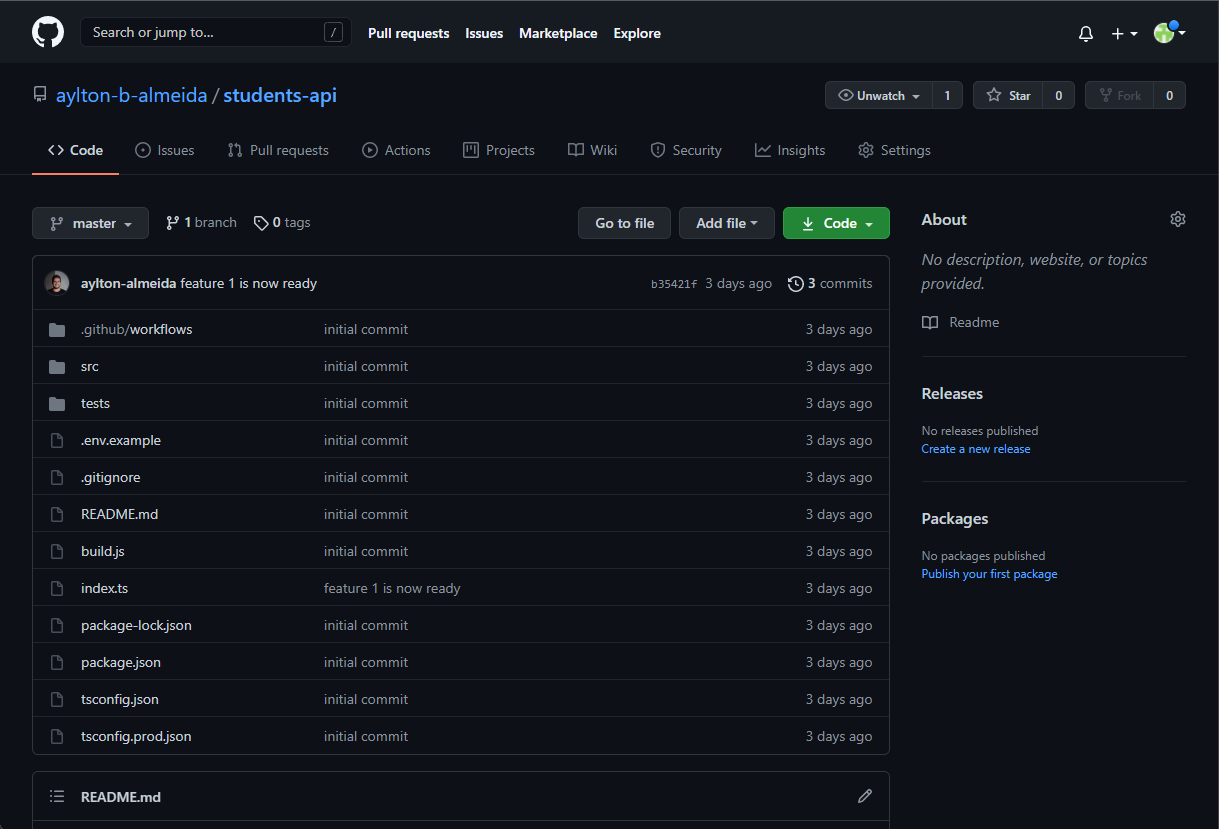 Search or jump to... /
Pull requests Issues Marketplace Explore
aylton-b-almeida / students-api
Unwatch 1 Star 0 Fork 0
Code Issues Pull requests Actions Projects Wiki Security Insights Settings
master 1 branch 0 tags Go to file Add file Code
aylton-almeida feature 1 is now ready b35421f 3 days ago 3 commits
.github/workflows initial commit 3 days ago
src initial commit 3 days ago
tests initial commit 3 days ago
.env.example initial commit 3 days ago
.gitignore initial commit 3 days ago
README.md initial commit 3 days ago
build.js initial commit 3 days ago
index.ts feature 1 is now ready 3 days ago
package-lock.json initial commit 3 days ago
package.json initial commit 3 days ago
tsconfig.json initial commit 3 days ago
tsconfig.prod.json initial commit 3 days ago
README.md
About
No description, website, or topics
provided.
Readme
Releases
No releases published
Create a new release
Packages
No packages published
Publish your first package